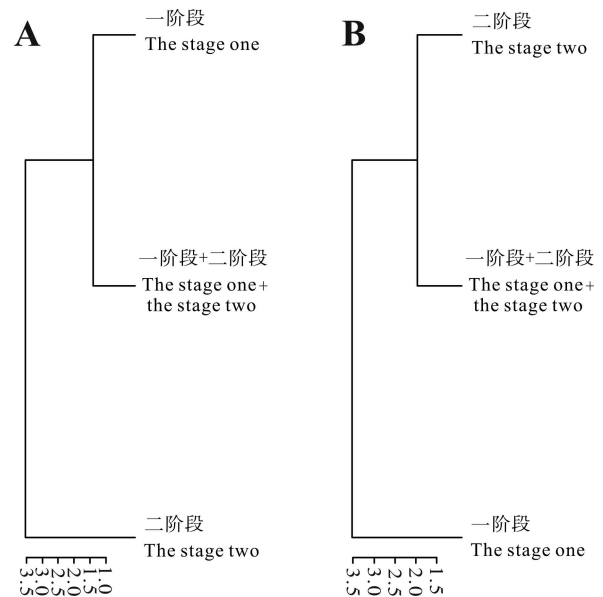 A
一阶段
The stage one
一阶段+二阶段
The stage one+
the stage two
二阶段
The stage two
3.5
3.0
2.5
2.0
1.5
1.0
B
二阶段
The stage two
一阶段+二阶段
The stage one+
the stage two
一阶段
The stage one
3.5
3.0
2.5
2.0
1.5